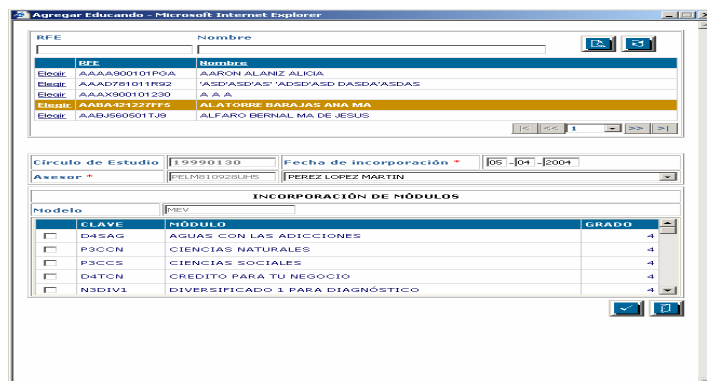 Agregar Educando - Microsoft Internet Explorer
RFE Nombre
RFE Nombre
Elegir AAAA900101PGA AARON ALANIZ ALICIA
Elegir AAAD781011R92 'ASD'ASD'AS' 'ADSD'ASD DASDA'ASDAS
Elegir AAAX900101230 A A A
Elegir AABA421227FF5 ALATORRE BARAJAS ANA MA
Elegir AABJ560501TJ9 ALFARO BERNAL MA DE JESUS
|< << 1 >> >|
Círculo de Estudio 19990130 Fecha de incorporación * 05 - 04 - 2004
Asesor * PELM810928UHS PEREZ LOPEZ MARTIN
INCORPORACIÓN DE MÓDULOS
Modelo MEV
CLAVE MÓDULO GRADO
D4SAG AGUAS CON LAS ADICCIONES 4
P3CCN CIENCIAS NATURALES 4
P3CCS CIENCIAS SOCIALES 4
D4TCN CREDITO PARA TU NEGOCIO 4
N3DIV1 DIVERSIFICADO 1 PARA DIAGNÓSTICO 4